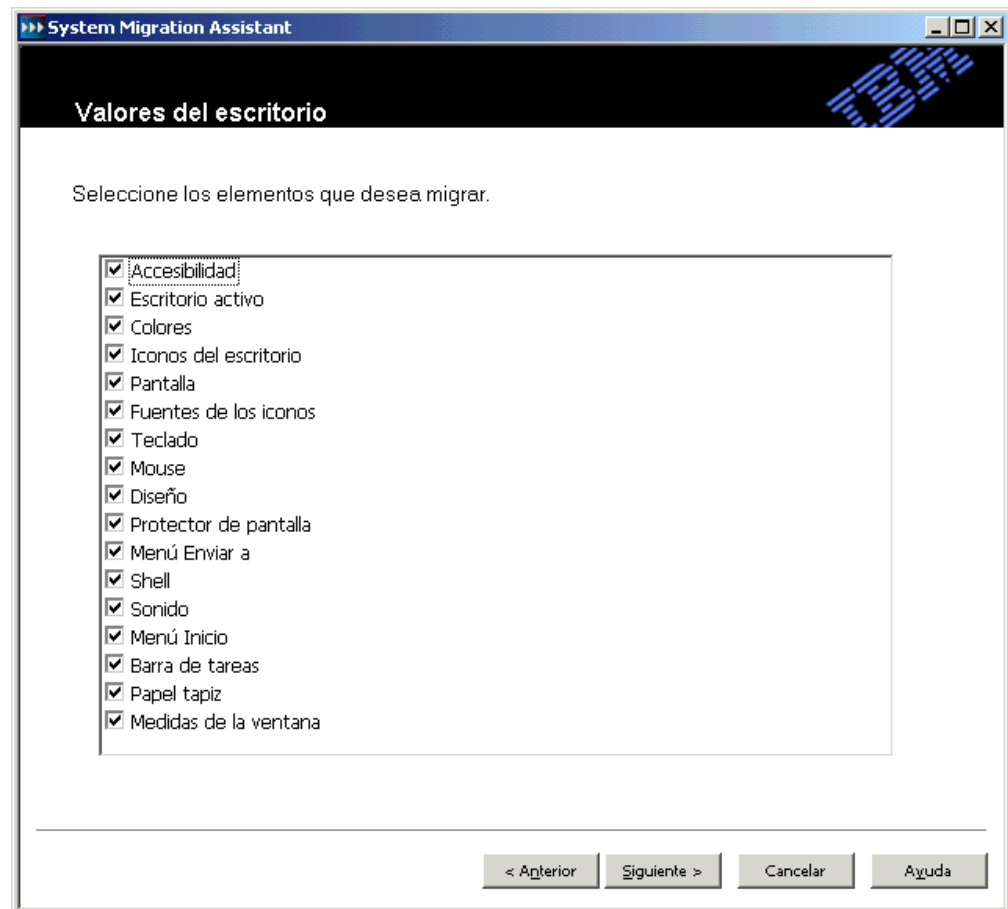 System Migration Assistant
IBM
Valores del escritorio
Seleccione los elementos que desea migrar.
Accesibilidad
Escritorio activo
Colores
Iconos del escritorio
Pantalla
Fuentes de los iconos
Teclado
Mouse
Diseño
Protector de pantalla
Menú Enviar a
Shell
Sonido
Menú Inicio
Barra de tareas
Papel tapiz
Medidas de la ventana
< Anterior Siguiente > Cancelar Ayuda